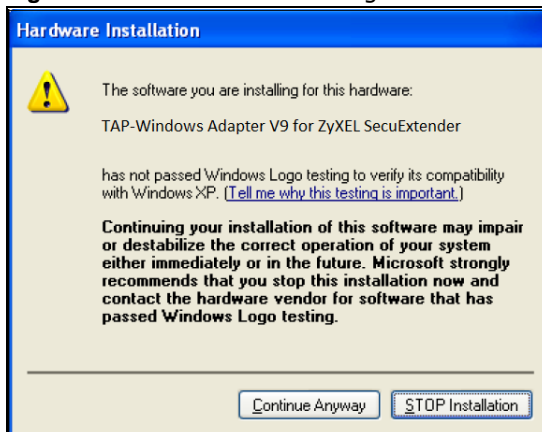 Hardware Installation
The software you are installing for this hardware:
TAP-Windows Adapter V9 for ZyXEL SecuExtender
has not passed Windows Logo testing to verify its compatibility
with Windows XP. (Tell me why this testing is important.)
Continuing your installation of this software may impair
or destabilize the correct operation of your system
either immediately or in the future. Microsoft strongly
recommends that you stop this installation now and
contact the hardware vendor for software that has
passed Windows Logo testing.
Continue Anyway
STOP Installation